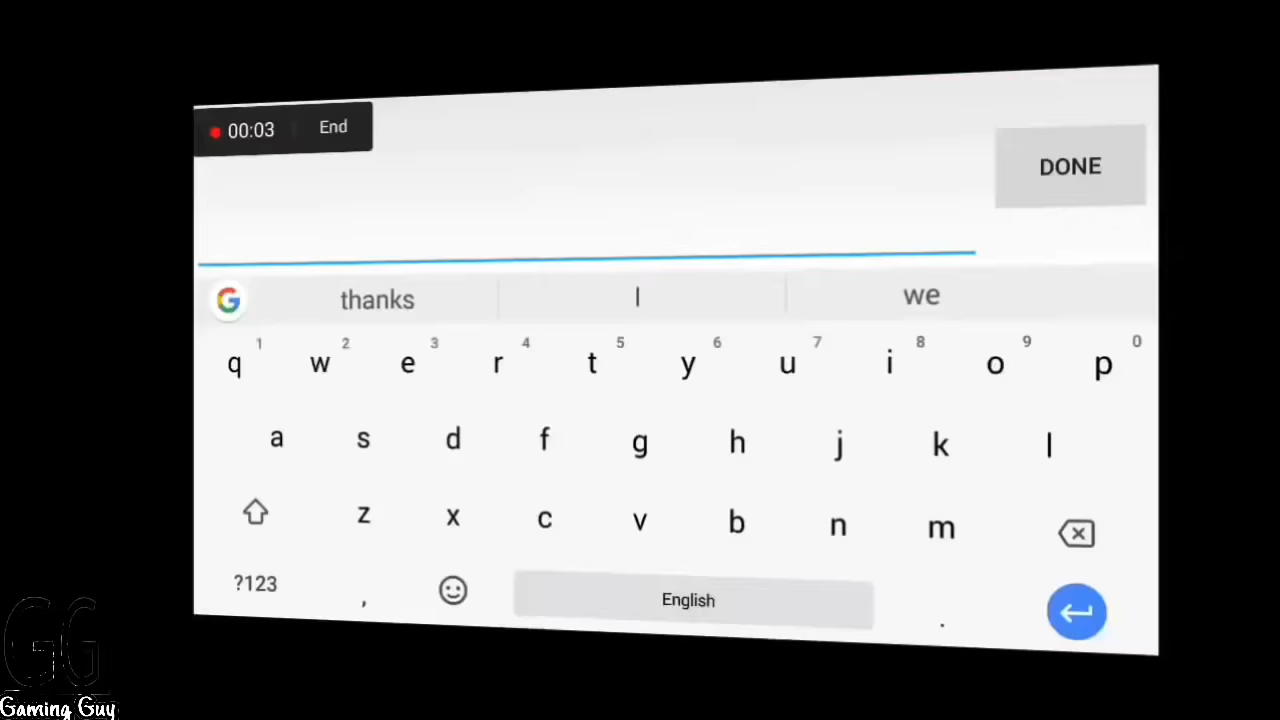 00:03 End
DONE
thanks I we
1 2 3 4 5 6 7 8 9 0
q w e r t y u i o p
a s d f g h j k l
z x c v b n m
?123 , English .
GG
Gaming Guy